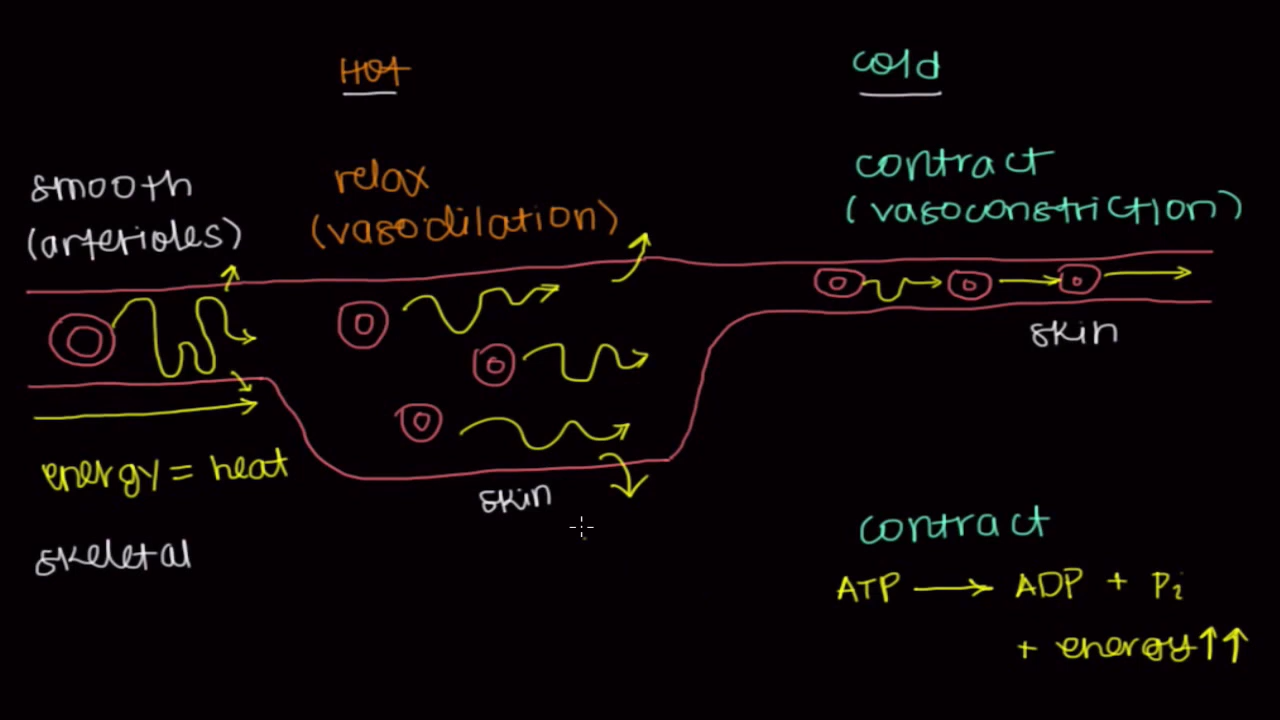 HOT
cold
smooth
(arterioles)
relax
(vasodilation)
contract
(vasoconstriction)
skin
energy = heat
skin
skeletal
contract
ATP → ADP + Pi
+ energy↑↑